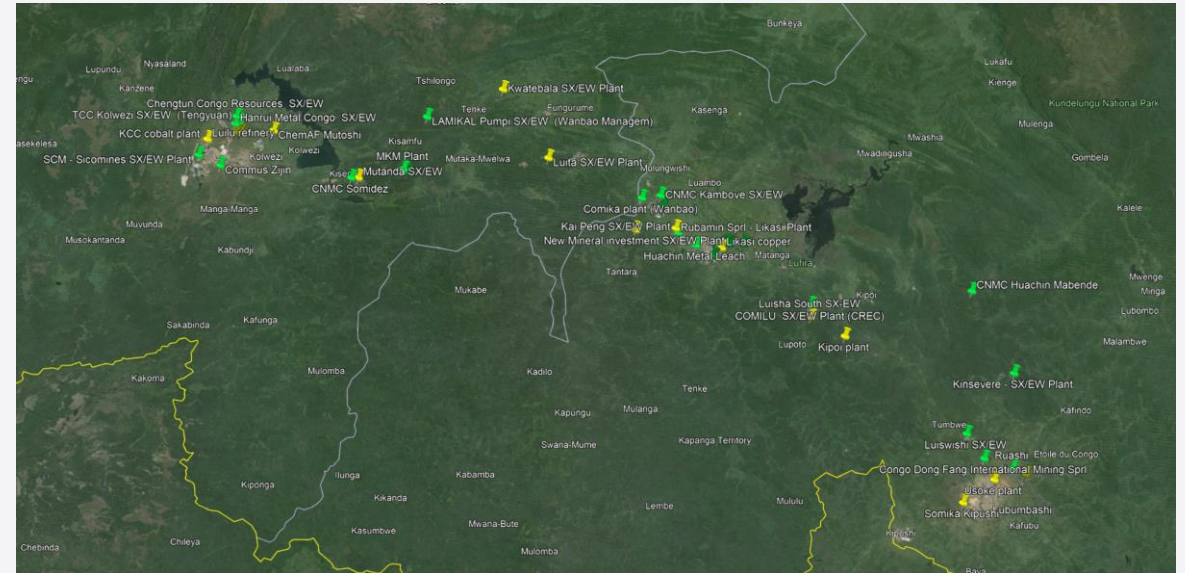 Bunkeya
Lupundu
Nyasaland
Lualaba
Lukafu
Kanzene
Tshilongo
Kwatebala SX/EW Plant
Kienge
Chengtun Congo Resources SX/EW
Tenke
Fungurume
Kasenga
Kundelungu National Park
TCC Kolwezi SX/EW (Tengyuan)
Hanrui Metal Congo SX/EW
LAMIKAL Pumpi SX/EW (Wanbao Managem)
Mulenga
KCC cobalt plant
Luilu refinery
ChemAF Mutoshi
Kisamfu
Mwashia
SCM - Sicomines SX/EW Plant
Kolwezi
Kolwezi
MKM Plant
Mutaka-Mwelwa
Luita SX/EW Plant
Mwadingusha
Gombela
Commus Zijin
Mutanda SX/EW
Mulungwishi
CNMC Somidez
Luambo
CNMC Kambove SX/EW
Manga-Manga
Comika plant (Wanbao)
Kalele
Muvunda
Kai Peng SX/EW Plant
Rubamin Sprl - Likasi Plant
Musokantanda
Kabundji
New Mineral investment SX/EW Plant
Likasi copper
Huachin Metal Leach
Matanga
Lufira
Tantara
Mwenge
Mukabe
CNMC Huachin Mabende
Minga
Kipoi
Luisha South SX-EW
Lubombo
Sakabinda
Kafunga
COMILU SX/EW Plant (CREC)
Lupoto
Kipoi plant
Malambwe
Kakoma
Mulomba
Kadilo
Tenke
Kinsevere - SX/EW Plant
Kapungu
Mulanga
Kafindo
Tumbwe
Swana-Mume
Kapanga Territory
Luiswishi SX/EW
Ruashi
Etoile du Congo
Ilunga
Kabamba
Congo Dong Fang International Mining Sprl
Kiponga
Kikanda
Lembe
Mululu
Usoke plant
Somika Kipushi
Lubumbashi
Kasumbwe
Mwana-Bute
Kafubu
Kipushi
Chebinda
Chileya
Mulomba
Baya